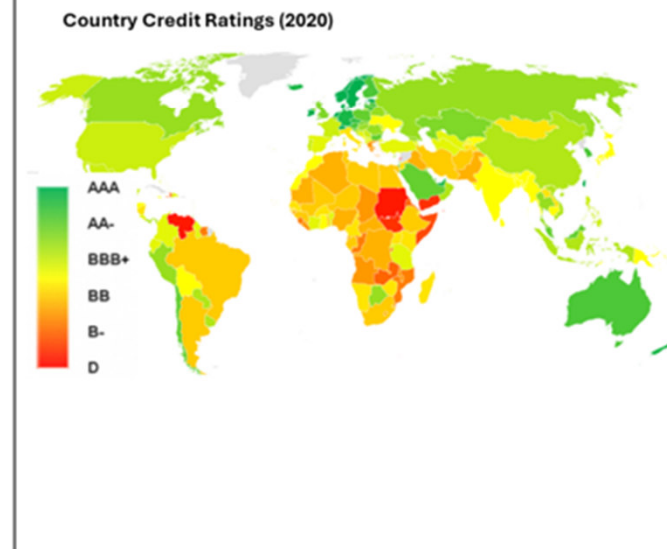 Country Credit Ratings (2020)
AAA
AA-
BBB+
BB
B-
D